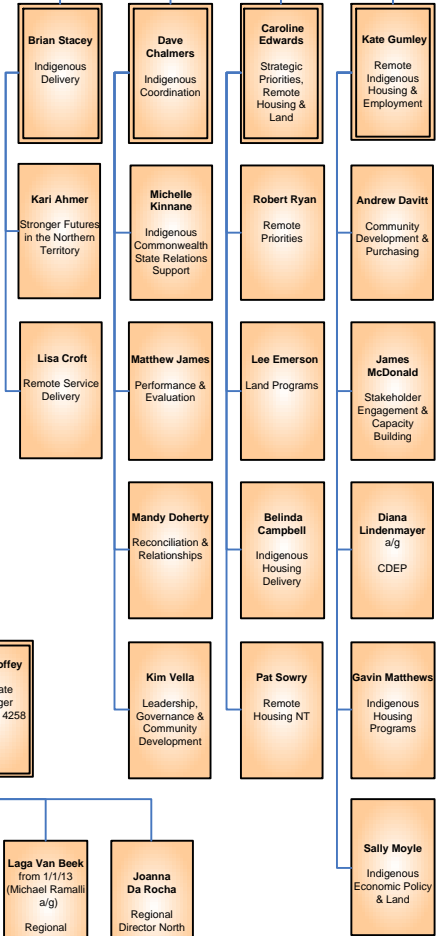 Brian Stacey
Indigenous
Delivery
Kari Ahmer
Stronger Futures
in the Northern
Territory
Lisa Croft
Remote Service
Delivery
Dave
Chalmers
Indigenous
Coordination
Michelle
Kinnane
Indigenous
Commonwealth
State Relations
Support
Matthew James
Performance &
Evaluation
Mandy Doherty
Reconciliation &
Relationships
Kim Vella
Leadership,
Governance &
Community
Development
Caroline
Edwards
Strategic
Priorities,
Remote
Housing &
Land
Robert Ryan
Remote
Priorities
Lee Emerson
Land Programs
Belinda
Campbell
Indigenous
Housing
Delivery
Pat Sowry
Remote
Housing NT
Kate Gumley
Remote
Indigenous
Housing &
Employment
Andrew Davitt
Community
Development &
Purchasing
James
McDonald
Stakeholder
Engagement &
Capacity
Building
Diana
Lindenmayer
a/g
CDEP
Gavin Matthews
Indigenous
Housing
Programs
Sally Moyle
Indigenous
Economic Policy
& Land
offey
ate
ger
4258
Laga Van Beek
from 1/1/13
(Michael Ramalli
a/g)
Regional
Joanna
Da Rocha
Regional
Director North